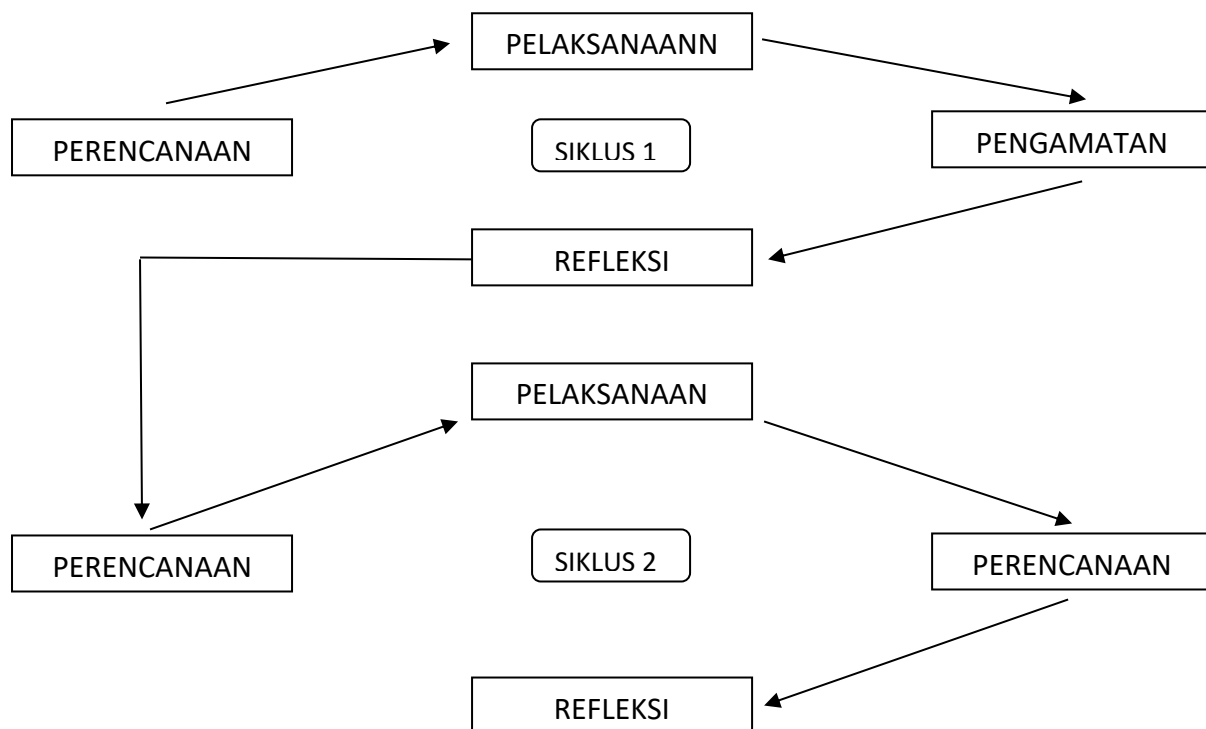 PELAKSANAANN
PERENCANAAN
SIKLUS 1
PENGAMATAN
REFLEKSI
PELAKSANAAN
PERENCANAAN
SIKLUS 2
PERENCANAAN
REFLEKSI